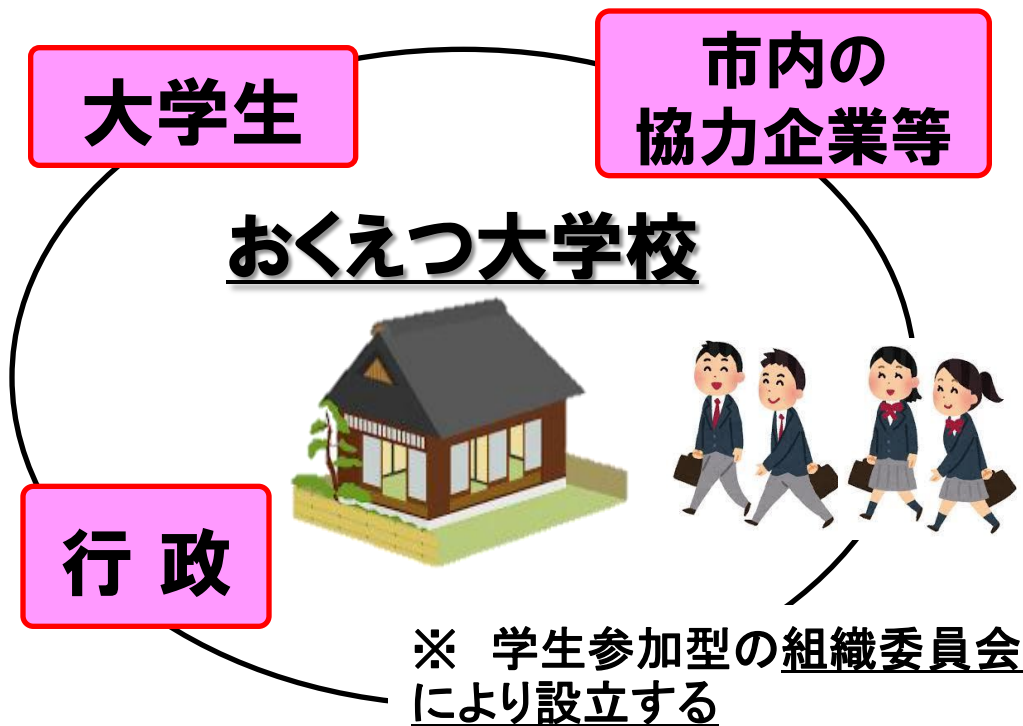 大学生
市内の
協力企業等
おくえつ大学校
行 政
※ 学生参加型の組織委員会
により設立する